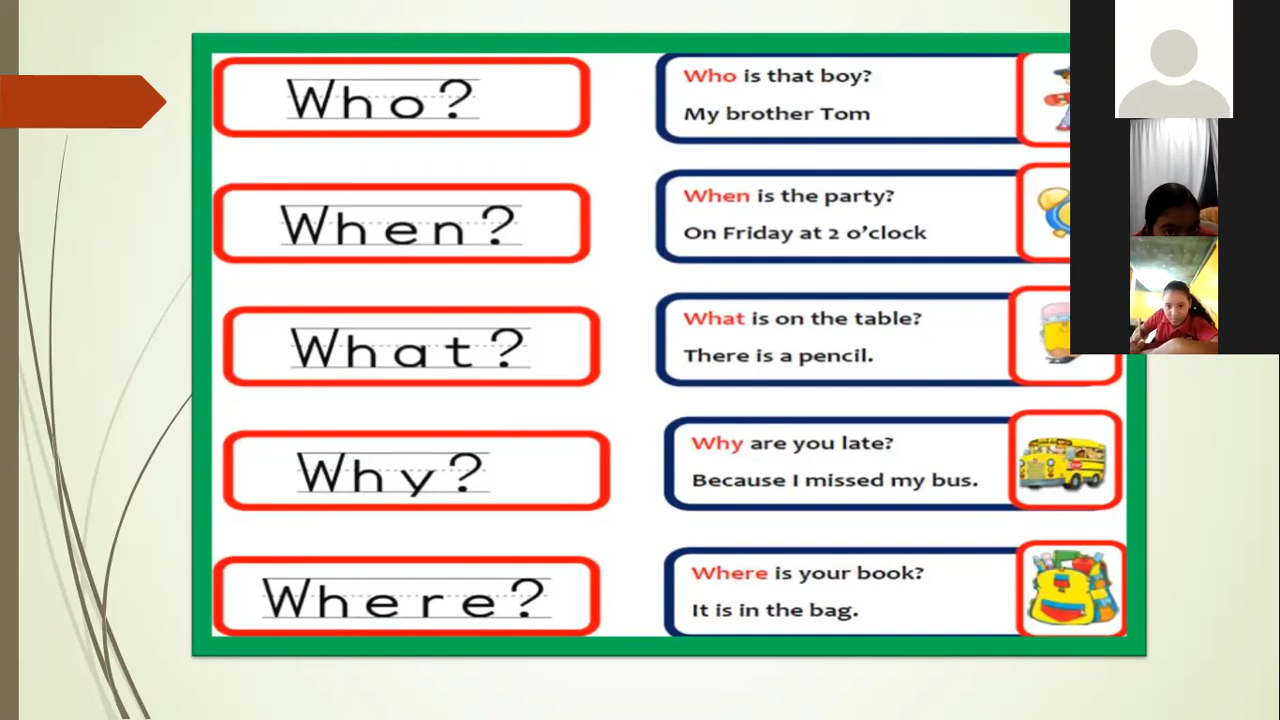 Who?
Who is that boy?
My brother Tom
When?
When is the party?
On Friday at 2 o'clock
What?
What is on the table?
There is a pencil.
Why?
Why are you late?
Because I missed my bus.
Where?
Where is your book?
It is in the bag.